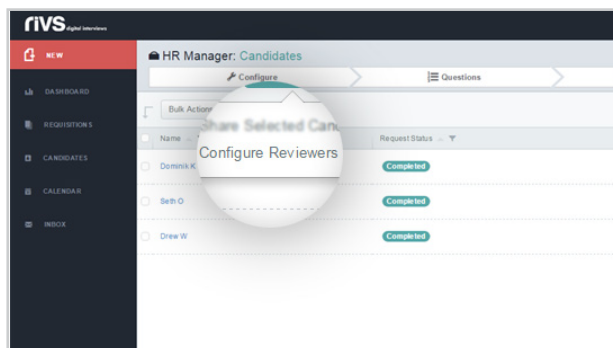 rivs digital interviews
NEW
HR Manager: Candidates
Configure
Questions
DASHBOARD
Bulk Action
REQUISITIONS
Share Selected Can
Name
Request Status
CANDIDATES
Configure Reviewers
Dominik K
Completed
CALENDAR
Seth O
Completed
INBOX
Drew W
Completed